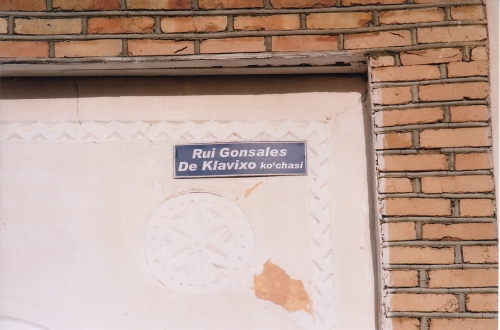 Rui Gonsales
De Klavixo ko'chasi